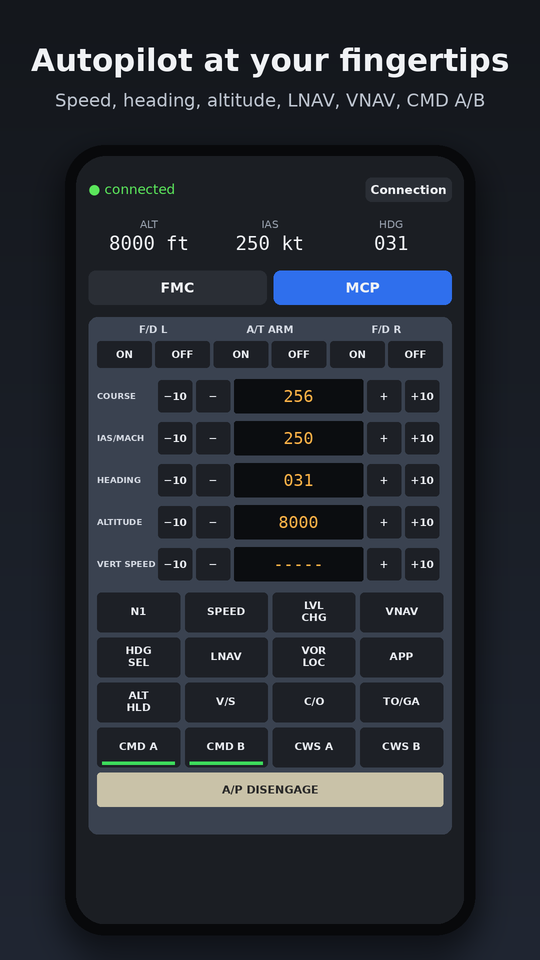 Autopilot at your fingertips
Speed, heading, altitude, LNAV, VNAV, CMD A/B
connected
Connection
ALT IAS HDG
8000 ft 250 kt 031
FMC MCP
F/D L A/T ARM F/D R
ON OFF ON OFF ON OFF
COURSE −10 − 256 + +10
IAS/MACH −10 − 250 + +10
HEADING −10 − 031 + +10
ALTITUDE −10 − 8000 + +10
VERT SPEED −10 − ----- + +10
N1 SPEED LVL CHG VNAV
HDG SEL LNAV VOR LOC APP
ALT HLD V/S C/O TO/GA
CMD A CMD B CWS A CWS B
A/P DISENGAGE